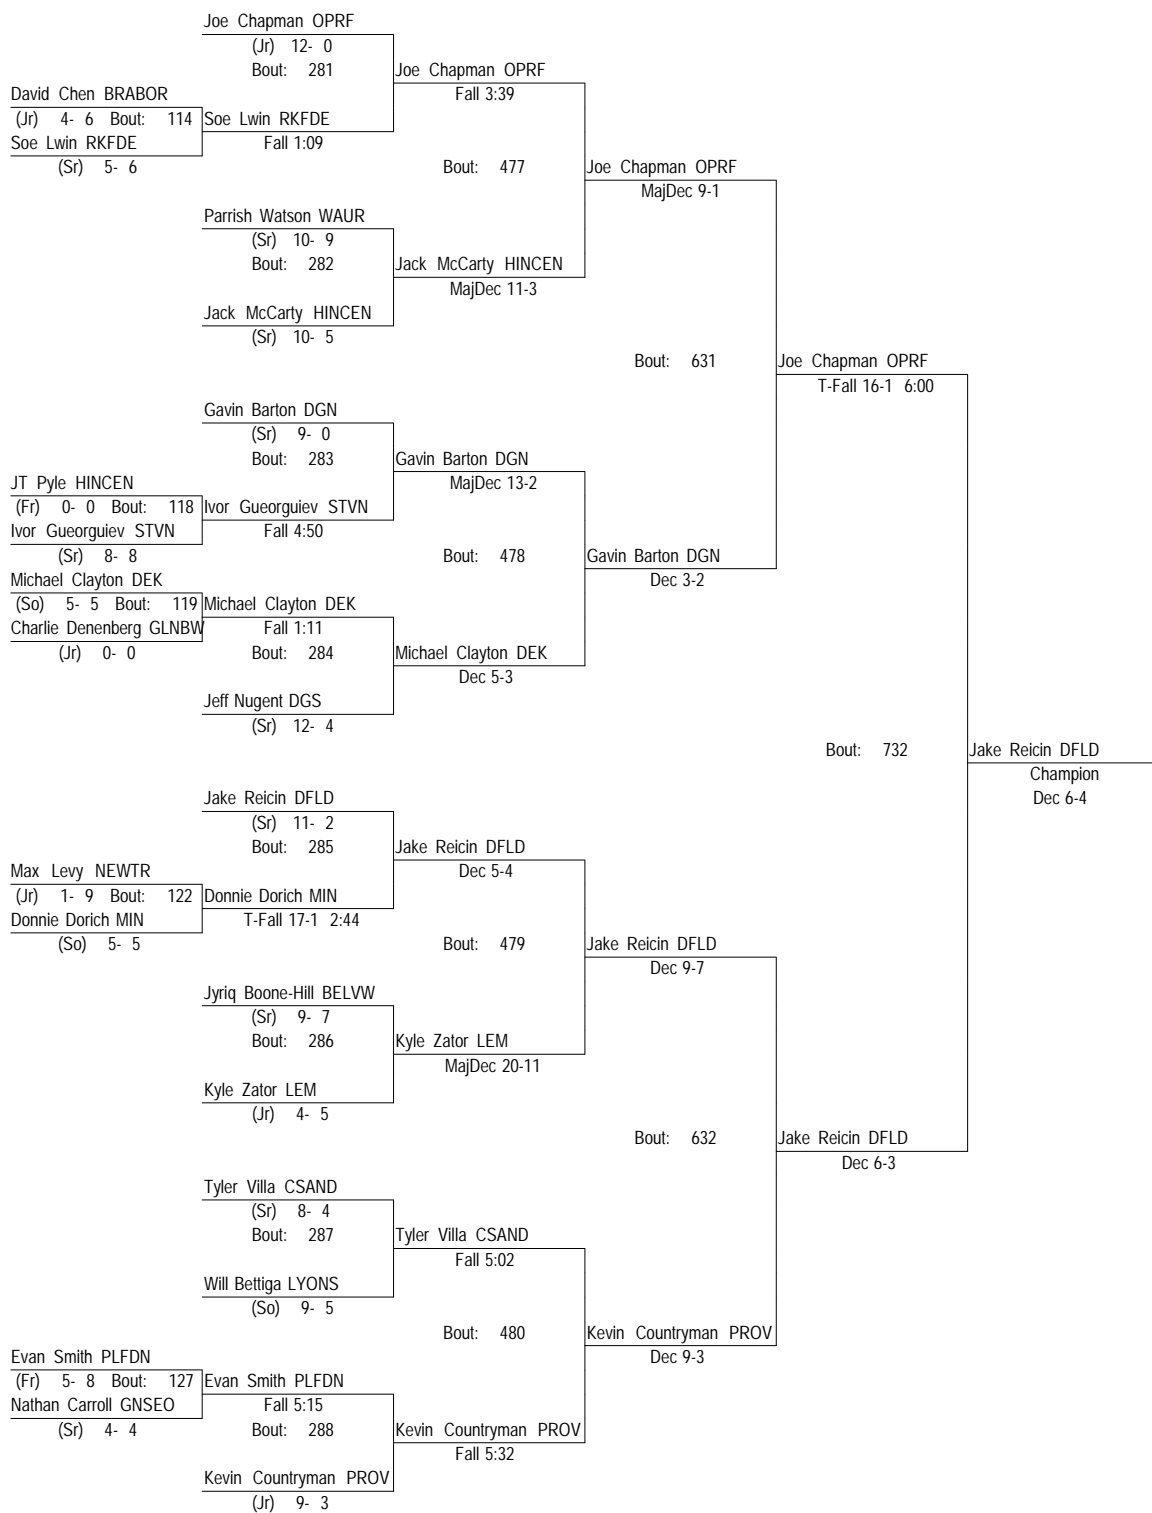 Joe Chapman OPRF
(Jr) 12- 0
Bout: 281
Joe Chapman OPRF
Fall 3:39
David Chen BRABOR
(Jr) 4- 6 Bout: 114
Soe Lwin RKFDE
Soe Lwin RKFDE
Fall 1:09
(Sr) 5- 6
Bout: 477
Joe Chapman OPRF
MajDec 9-1
Parrish Watson WAUR
(Sr) 10- 9
Bout: 282
Jack McCarty HINCEN
MajDec 11-3
Jack McCarty HINCEN
(Sr) 10- 5
Bout: 631
Joe Chapman OPRF
T-Fall 16-1 6:00
Gavin Barton DGN
(Sr) 9- 0
Bout: 283
Gavin Barton DGN
MajDec 13-2
JT Pyle HINCEN
(Fr) 0- 0 Bout: 118
Ivor Gueorguiev STVN
Ivor Gueorguiev STVN
Fall 4:50
(Sr) 8- 8
Bout: 478
Gavin Barton DGN
Dec 3-2
Michael Clayton DEK
(So) 5- 5 Bout: 119
Michael Clayton DEK
Charlie Denenberg GLNBW
Fall 1:11
(Jr) 0- 0
Bout: 284
Michael Clayton DEK
Dec 5-3
Jeff Nugent DGS
(Sr) 12- 4
Bout: 732
Jake Reicin DFLD
Champion
Dec 6-4
Jake Reicin DFLD
(Sr) 11- 2
Bout: 285
Jake Reicin DFLD
Dec 5-4
Max Levy NEWTR
(Jr) 1- 9 Bout: 122
Donnie Dorich MIN
Donnie Dorich MIN
T-Fall 17-1 2:44
(So) 5- 5
Bout: 479
Jake Reicin DFLD
Dec 9-7
Jyriq Boone-Hill BELVW
(Sr) 9- 7
Bout: 286
Kyle Zator LEM
MajDec 20-11
Kyle Zator LEM
(Jr) 4- 5
Bout: 632
Jake Reicin DFLD
Dec 6-3
Tyler Villa CSAND
(Sr) 8- 4
Bout: 287
Tyler Villa CSAND
Fall 5:02
Will Bettiga LYONS
(So) 9- 5
Bout: 480
Kevin Countryman PROV
Dec 9-3
Evan Smith PLFDN
(Fr) 5- 8 Bout: 127
Evan Smith PLFDN
Nathan Carroll GNSEO
Fall 5:15
(Sr) 4- 4
Bout: 288
Kevin Countryman PROV
Fall 5:32
Kevin Countryman PROV
(Jr) 9- 3